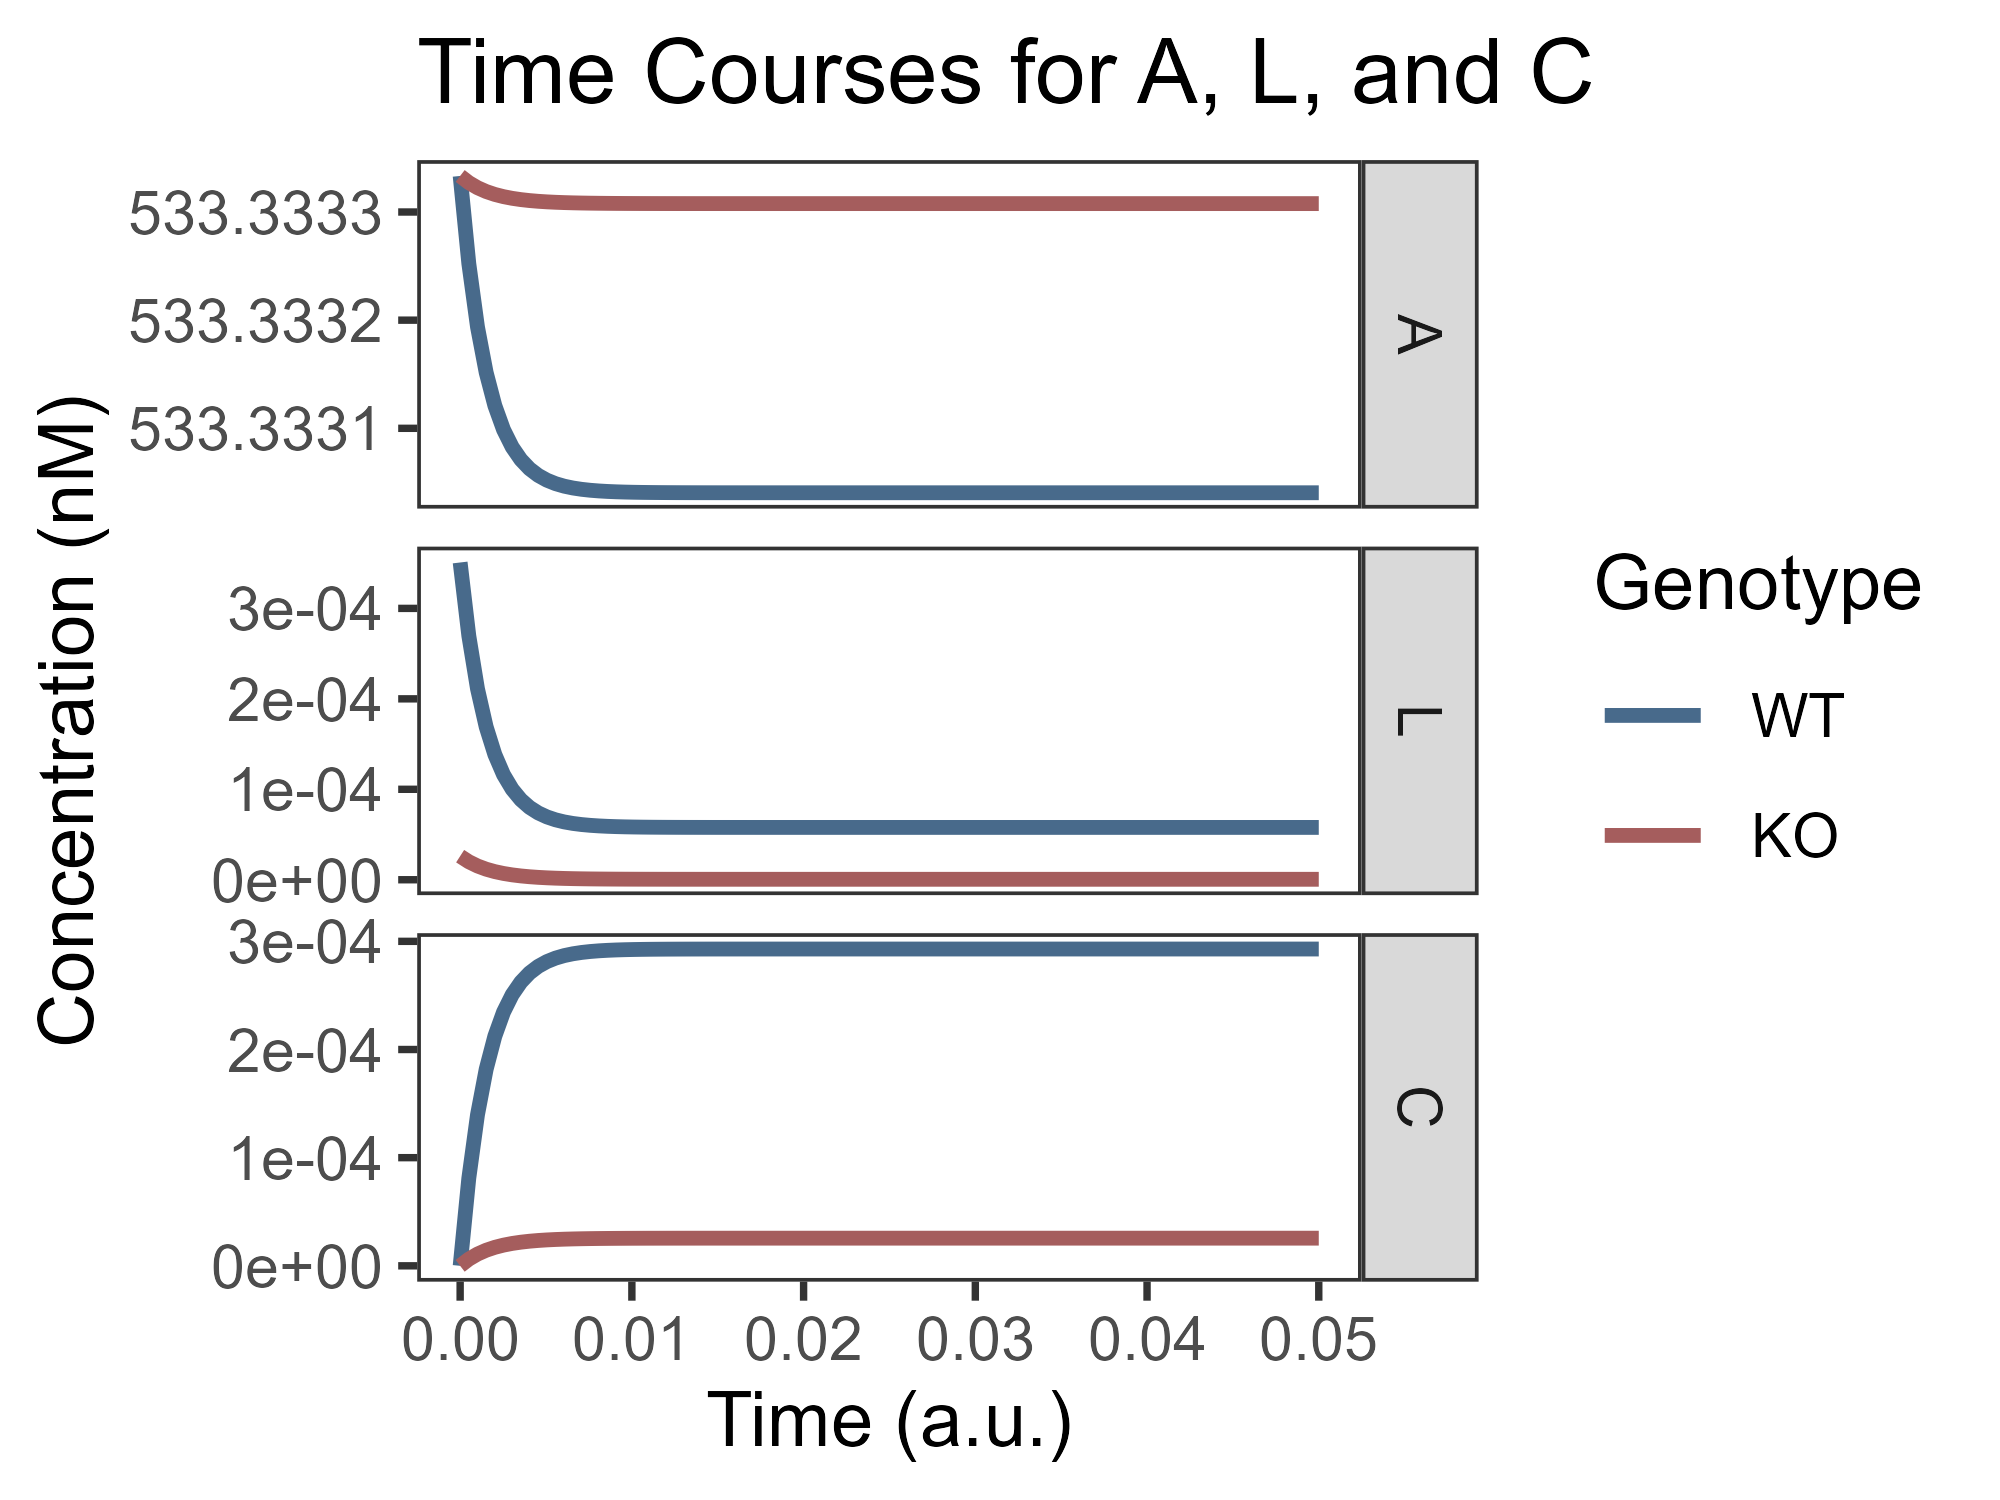 Time Courses for A, L, and C
Concentration (nM)
533.3333
533.3332
533.3331
A
3e-04
2e-04
1e-04
0e+00
L
3e-04
2e-04
1e-04
0e+00
C
0.00 0.01 0.02 0.03 0.04 0.05
Time (a.u.)
Genotype
WT
KO